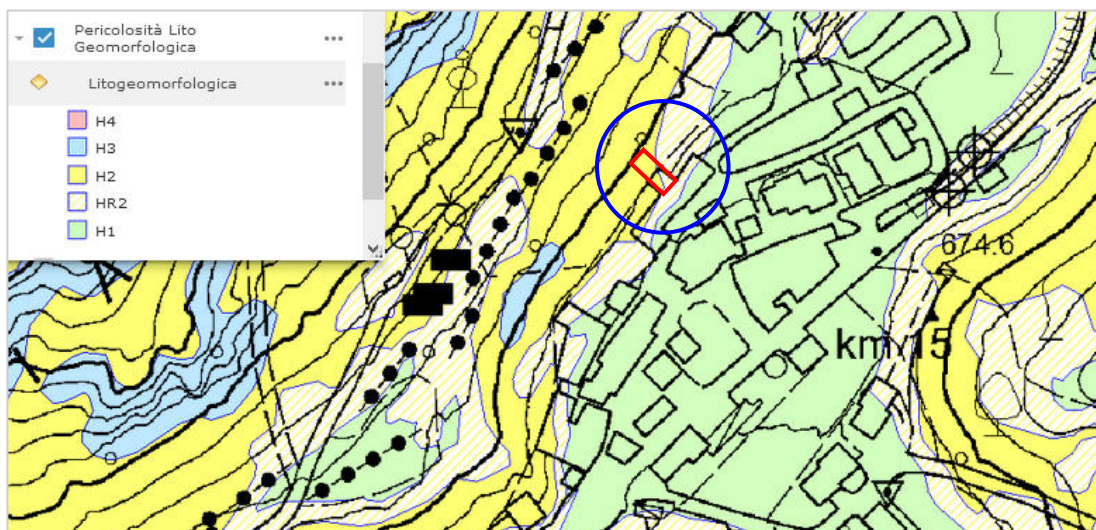 Pericolosità Lito
Geomorfologica
Litogeomorfologica
H4
H3
H2
HR2
H1
674.6
km 15